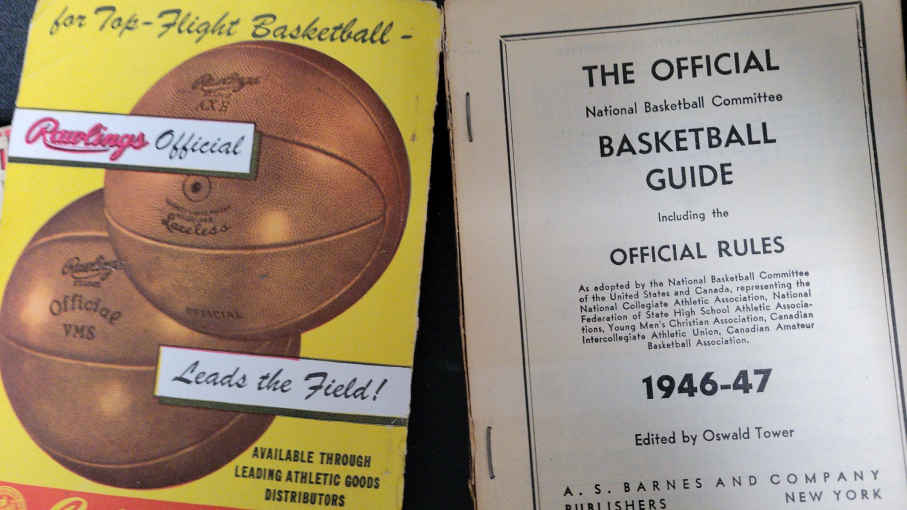 for Top-Flight Basketball -
Rawlings
AXB
Rawlings Official
Laceless
OFFICIAL
Rawlings
Official
VMS
Leads the Field!
AVAILABLE THROUGH
LEADING ATHLETIC GOODS
DISTRIBUTORS
THE OFFICIAL
National Basketball Committee
BASKETBALL
GUIDE
Including the
OFFICIAL RULES
As adopted by the National Basketball Committee
of the United States and Canada, representing the
National Collegiate Athletic Association, National
Federation of State High School Athletic Associa-
tions, Young Men's Christian Association, Canadian
Intercollegiate Athletic Union, Canadian Amateur
Basketball Association.
1946-47
Edited by Oswald Tower
A. S. BARNES AND COMPANY
PUBLISHERS NEW YORK